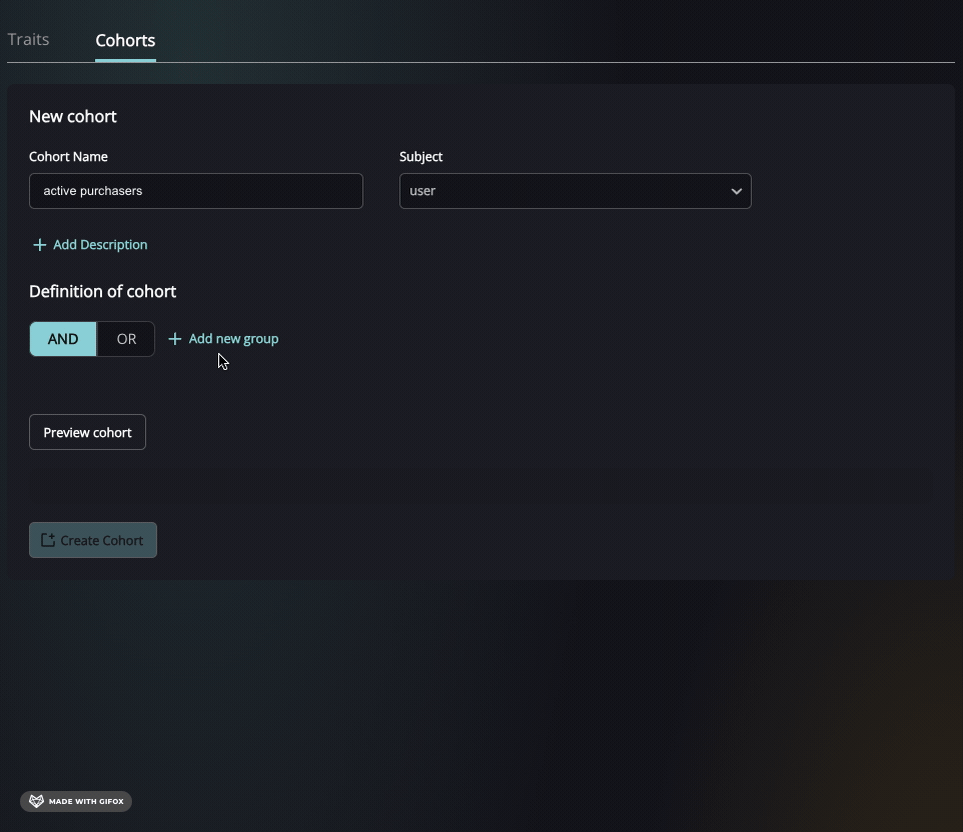 Traits Cohorts
New cohort
Cohort Name Subject
active purchasers user
Add Description
Definition of cohort
AND OR Add new group
Preview cohort
Create Cohort
MADE WITH GIFOX